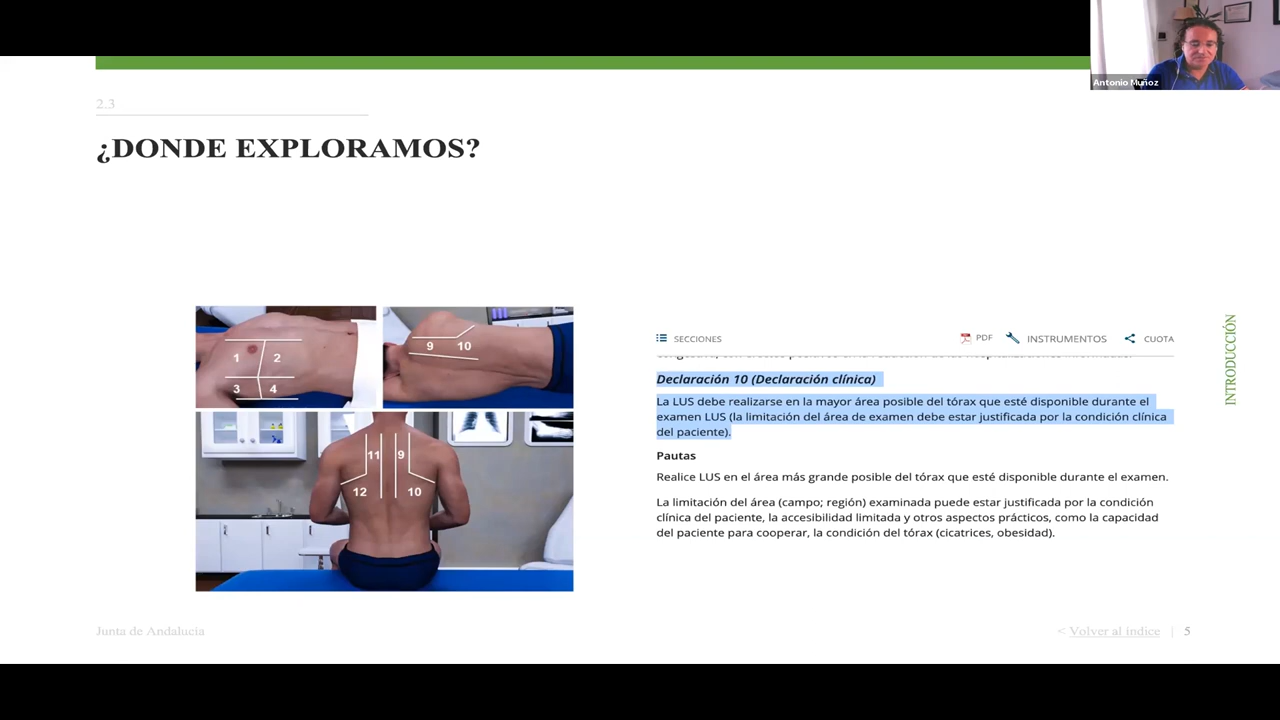 Antonio Muñoz
2.3
¿DONDE EXPLORAMOS?
1 2
3 4
9 10
11 9
12 10
SECCIONES
PDF
INSTRUMENTOS
CUOTA
Declaración 10 (Declaración clínica)
La LUS debe realizarse en la mayor área posible del tórax que esté disponible durante el
examen LUS (la limitación del área de examen debe estar justificada por la condición clínica
del paciente).
Pautas
Realice LUS en el área más grande posible del tórax que esté disponible durante el examen.
La limitación del área (campo; región) examinada puede estar justificada por la condición
clínica del paciente, la accesibilidad limitada y otros aspectos prácticos, como la capacidad
del paciente para cooperar, la condición del tórax (cicatrices, obesidad).
INTRODUCCIÓN
Junta de Andalucía
< Volver al índice | 5